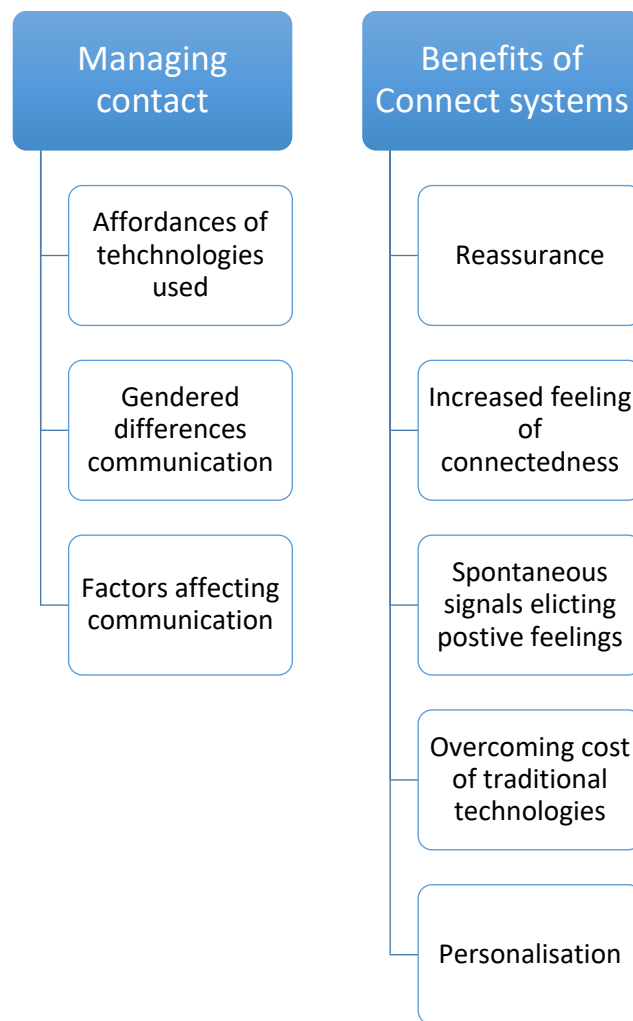 Managing
contact
Affordances of
tehchnologies
used
Gendered
differences
communication
Factors affecting
communication
Benefits of
Connect systems
Reassurance
Increased feeling
of
connectedness
Spontaneous
signals elicting
postive feelings
Overcoming cost
of traditional
technologies
Personalisation